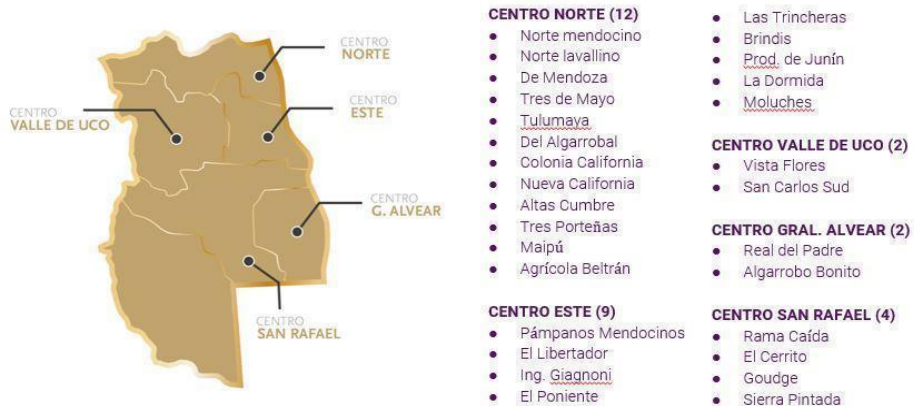 CENTRO
NORTE
CENTRO
ESTE
CENTRO
VALLE DE UCO
CENTRO
G. ALVEAR
CENTRO
SAN RAFAEL
CENTRO NORTE (12)
● Norte mendocino
● Norte lavallino
● De Mendoza
● Tres de Mayo
● Tulumaya
● Del Algarrobal
● Colonia California
● Nueva California
● Altas Cumbre
● Tres Porteñas
● Maipú
● Agrícola Beltrán
CENTRO ESTE (9)
● Pámpanos Mendocinos
● El Libertador
● Ing. Giagnoni
● El Poniente
● Las Trincheras
● Brindis
● Prod. de Junín
● La Dormida
● Moluches
CENTRO VALLE DE UCO (2)
● Vista Flores
● San Carlos Sud
CENTRO GRAL. ALVEAR (2)
● Real del Padre
● Algarrobo Bonito
CENTRO SAN RAFAEL (4)
● Rama Caída
● El Cerrito
● Goudge
● Sierra Pintada